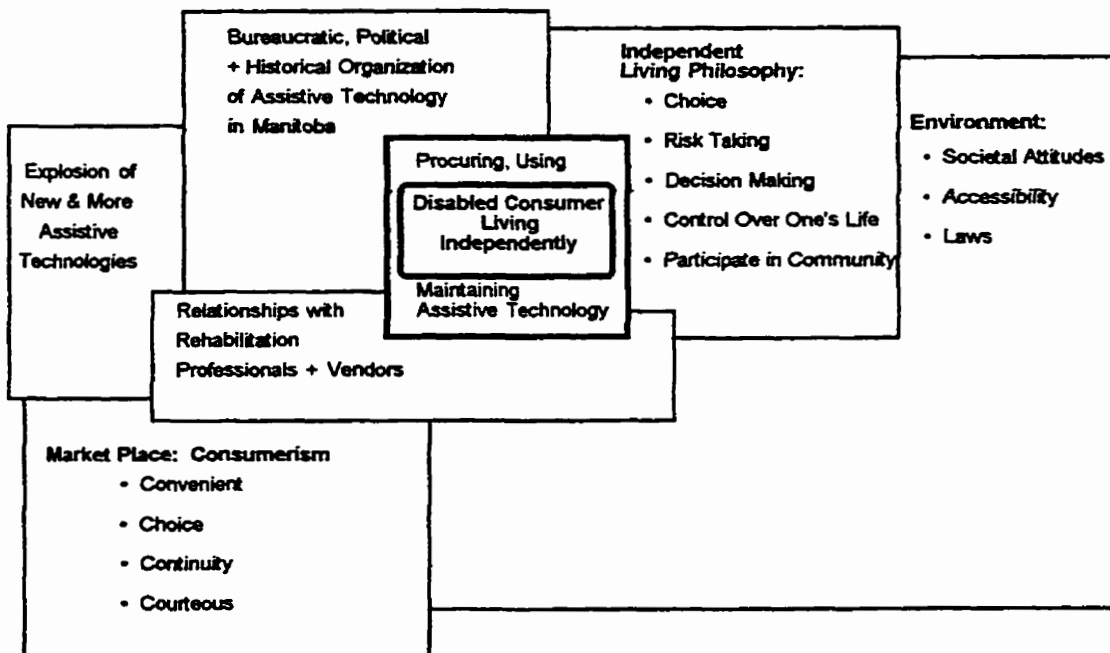 Bureaucratic, Political
+ Historical Organization
of Assistive Technology
in Manitoba
Independent
Living Philosophy:
• Choice
• Risk Taking
• Decision Making
• Control Over One's Life
• Participate in Community
Environment:
• Societal Attitudes
• Accessibility
• Laws
Explosion of
New & More
Assistive
Technologies
Procuring, Using
Disabled Consumer
Living
Independently
Maintaining
Assistive Technology
Relationships with
Rehabilitation
Professionals + Vendors
Market Place: Consumerism
• Convenient
• Choice
• Continuity
• Courteous